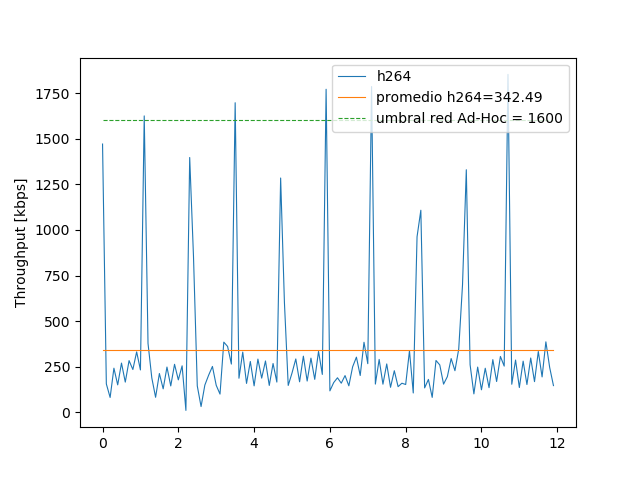 h264
promedio h264=342.49
umbral red Ad-Hoc = 1600
Throughput [kbps]
1750
1500
1250
1000
750
500
250
0
0 2 4 6 8 10 12